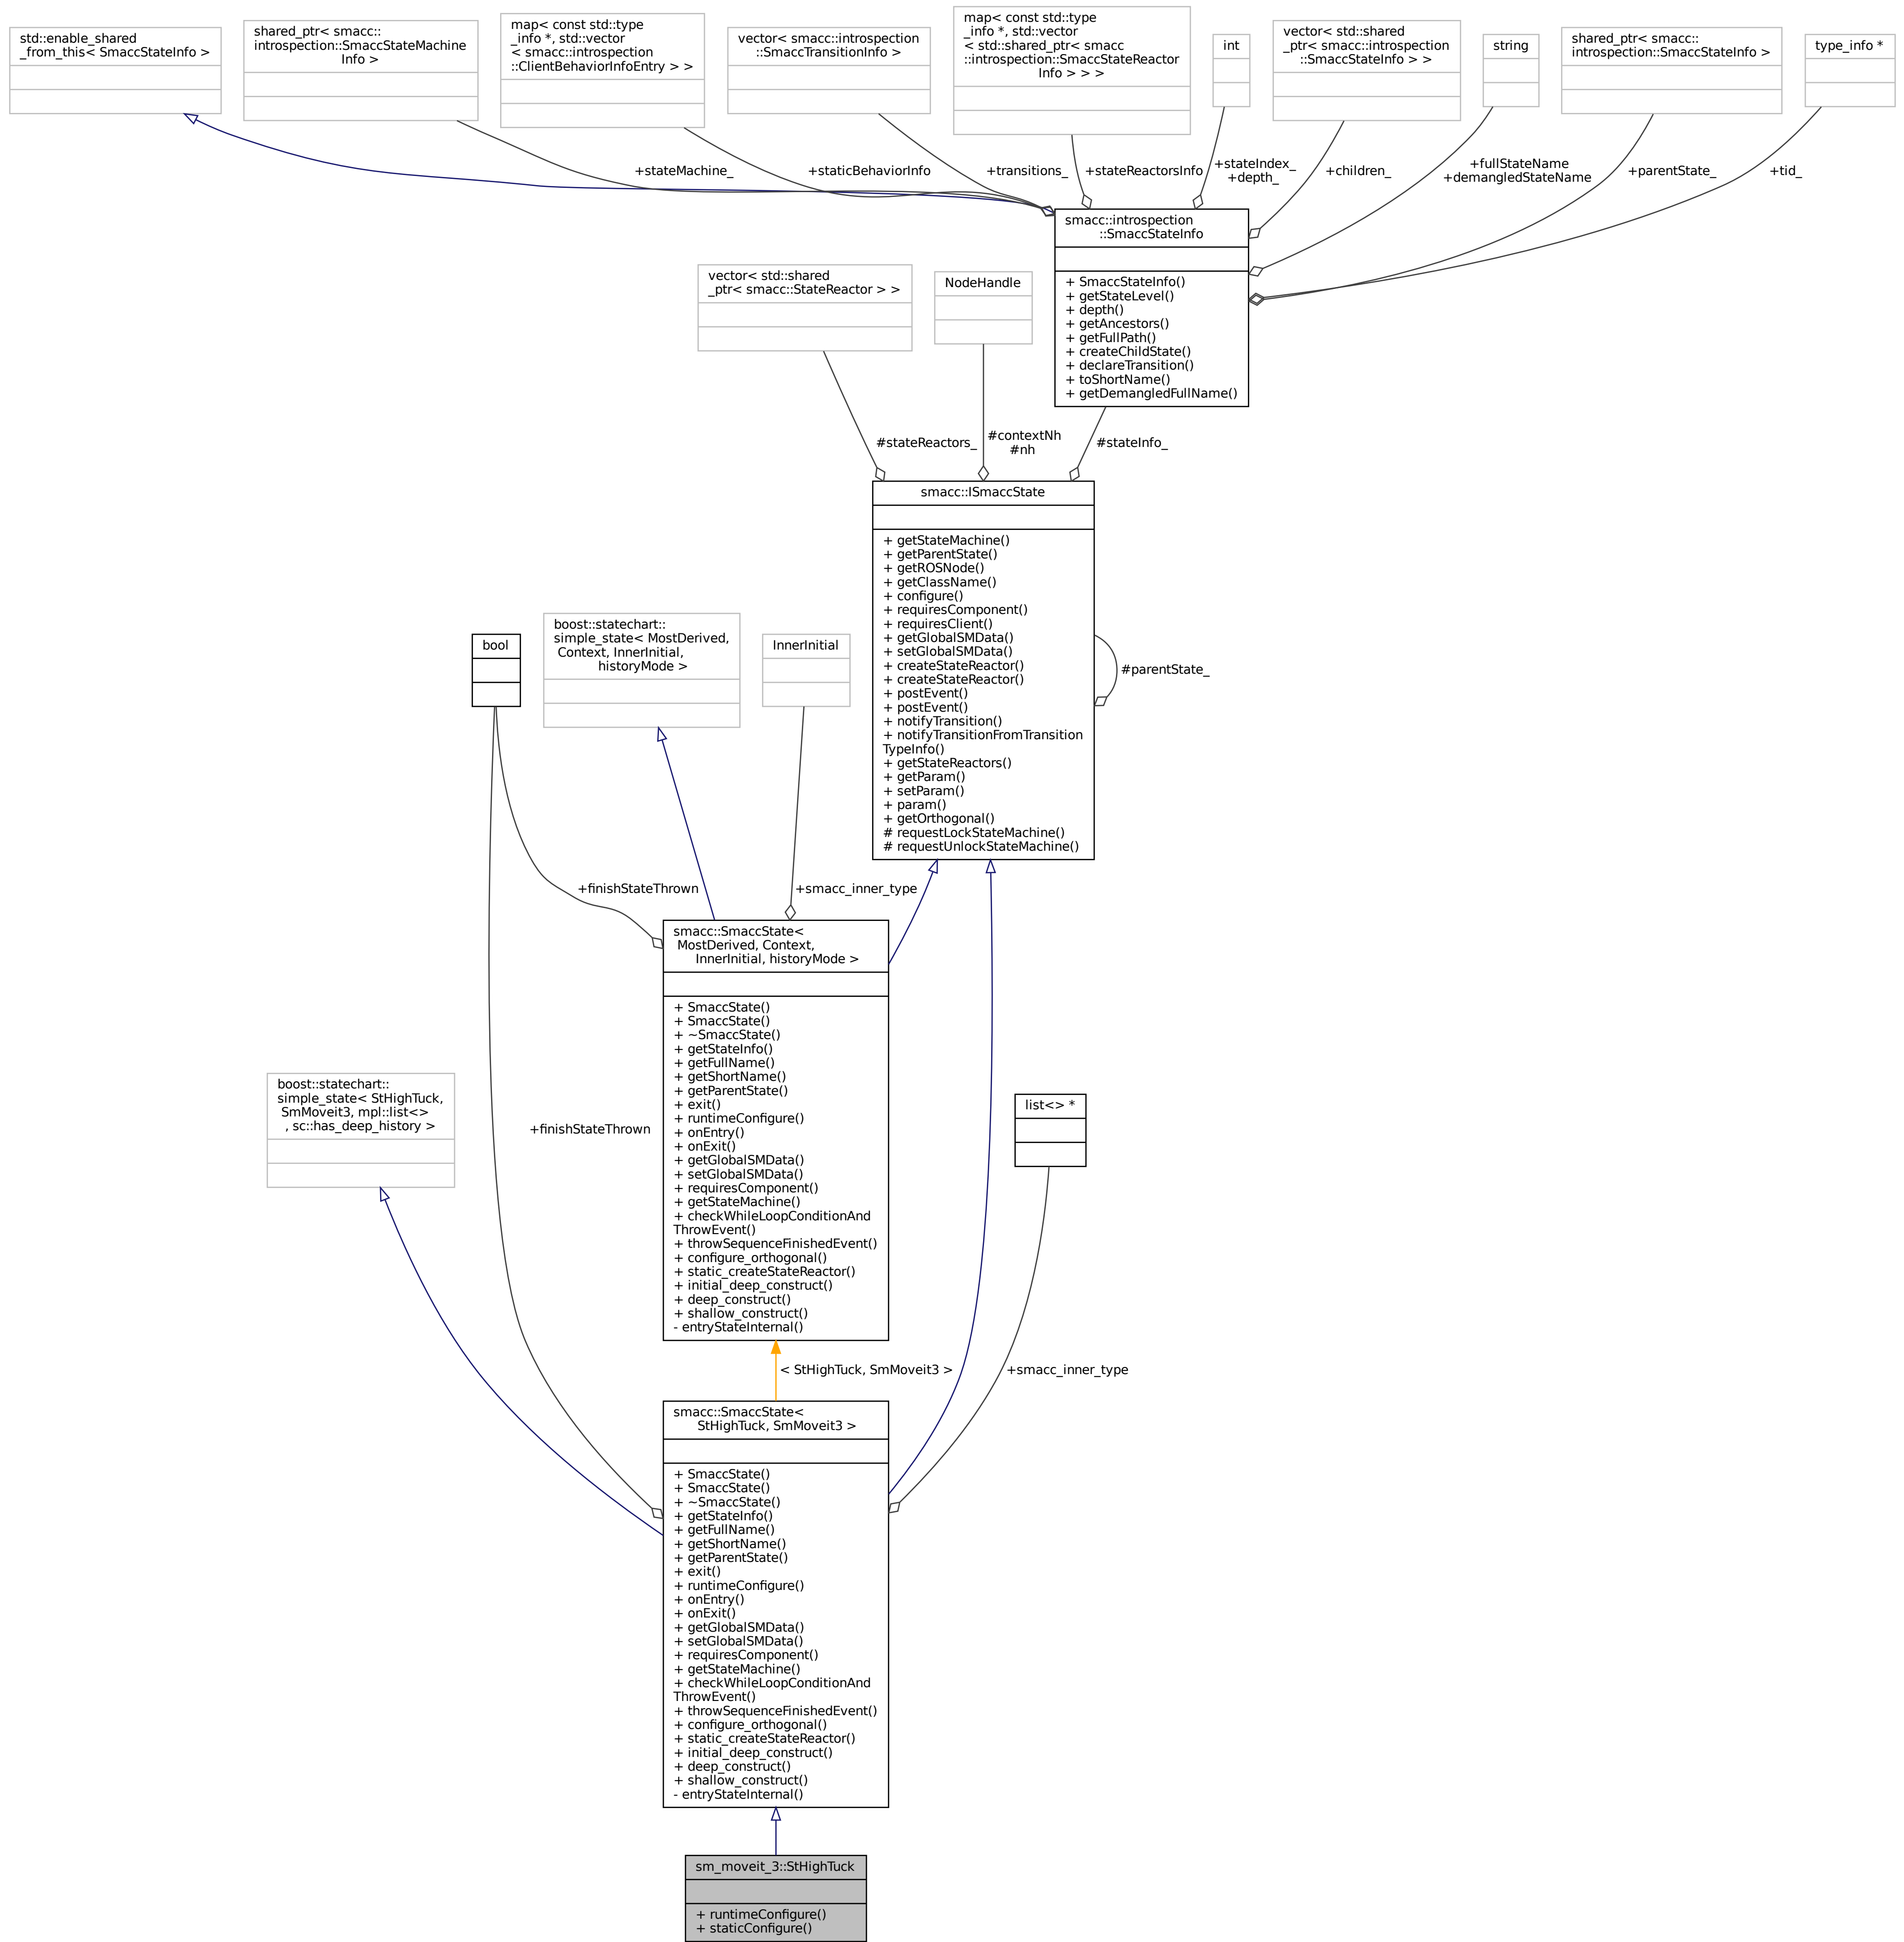 std::enable_shared
_from_this< SmaccStateInfo >
shared_ptr< smacc::
introspection::SmaccStateMachine
Info >
map< const std::type
_info *, std::vector
< smacc::introspection
::ClientBehaviorInfoEntry > >
vector< smacc::introspection
::SmaccTransitionInfo >
map< const std::type
_info *, std::vector
< std::shared_ptr< smacc
::introspection::SmaccStateReactor
Info > > >
int
vector< std::shared
_ptr< smacc::introspection
::SmaccStateInfo > >
string
shared_ptr< smacc::
introspection::SmaccStateInfo >
type_info *
+stateMachine_
+staticBehaviorInfo
+transitions_
+stateReactorsInfo
+stateIndex_
+depth_
+children_
+fullStateName
+demangledStateName
+parentState_
+tid_
smacc::introspection
::SmaccStateInfo
+ SmaccStateInfo()
+ getStateLevel()
+ depth()
+ getAncestors()
+ getFullPath()
+ createChildState()
+ declareTransition()
+ toShortName()
+ getDemangledFullName()
vector< std::shared
_ptr< smacc::StateReactor > >
NodeHandle
#stateReactors_
#contextNh
#nh
#stateInfo_
smacc::ISmaccState
+ getStateMachine()
+ getParentState()
+ getROSNode()
+ getClassName()
+ configure()
+ requiresComponent()
+ requiresClient()
+ getGlobalSMData()
+ setGlobalSMData()
+ createStateReactor()
+ createStateReactor()
+ postEvent()
+ postEvent()
+ notifyTransition()
+ notifyTransitionFromTransition
TypeInfo()
+ getStateReactors()
+ getParam()
+ setParam()
+ param()
+ getOrthogonal()
# requestLockStateMachine()
# requestUnlockStateMachine()
#parentState_
bool
boost::statechart::
simple_state< MostDerived,
Context, InnerInitial,
historyMode >
InnerInitial
+finishStateThrown
+smacc_inner_type
smacc::SmaccState<
MostDerived, Context,
InnerInitial, historyMode >
+ SmaccState()
+ SmaccState()
+ ~SmaccState()
+ getStateInfo()
+ getFullName()
+ getShortName()
+ getParentState()
+ exit()
+ runtimeConfigure()
+ onEntry()
+ onExit()
+ getGlobalSMData()
+ setGlobalSMData()
+ requiresComponent()
+ getStateMachine()
+ checkWhileLoopConditionAnd
ThrowEvent()
+ throwSequenceFinishedEvent()
+ configure_orthogonal()
+ static_createStateReactor()
+ initial_deep_construct()
+ deep_construct()
+ shallow_construct()
- entryStateInternal()
boost::statechart::
simple_state< StHighTuck,
SmMoveit3, mpl::list<>
, sc::has_deep_history >
+finishStateThrown
list<> *
< StHighTuck, SmMoveit3 >
+smacc_inner_type
smacc::SmaccState<
StHighTuck, SmMoveit3 >
+ SmaccState()
+ SmaccState()
+ ~SmaccState()
+ getStateInfo()
+ getFullName()
+ getShortName()
+ getParentState()
+ exit()
+ runtimeConfigure()
+ onEntry()
+ onExit()
+ getGlobalSMData()
+ setGlobalSMData()
+ requiresComponent()
+ getStateMachine()
+ checkWhileLoopConditionAnd
ThrowEvent()
+ throwSequenceFinishedEvent()
+ configure_orthogonal()
+ static_createStateReactor()
+ initial_deep_construct()
+ deep_construct()
+ shallow_construct()
- entryStateInternal()
sm_moveit_3::StHighTuck
+ runtimeConfigure()
+ staticConfigure()